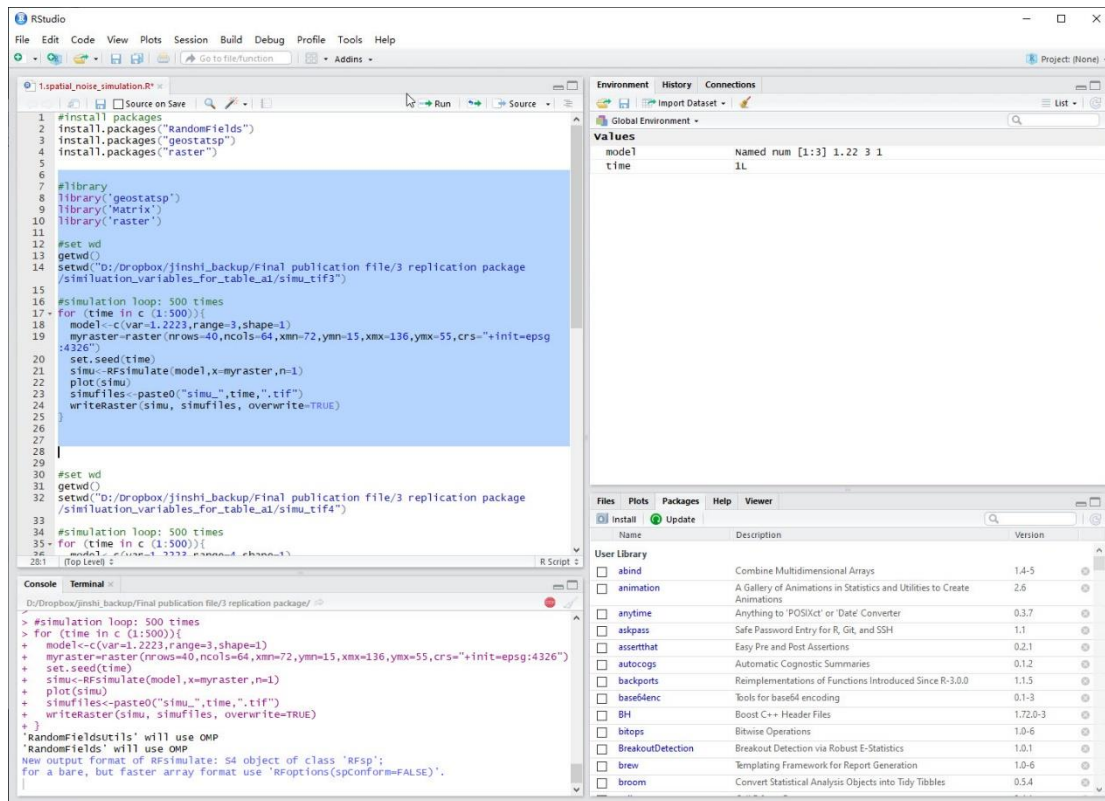 RStudio
File Edit Code View Plots Session Build Debug Profile Tools Help
Go to file/function
Addins
Project: (None)
1.spatial_noise_simulation.R*
Source on Save
Run
Source
1 #install packages
2 install.packages("RandomFields")
3 install.packages("geostatsp")
4 install.packages("raster")
5
6
7 #library
8 library('geostatsp')
9 library('Matrix')
10 library('raster')
11
12 #set wd
13 getwd()
14 setwd("D:/Dropbox/jinshi_backup/Final publication file/3 replication package
/similuation_variables_for_table_a1/simu_tif3")
15
16 #simulation loop: 500 times
17 for (time in c (1:500)){
18 model<-c(var=1.2223,range=3,shape=1)
19 myraster=raster(nrows=40,ncols=64,xmn=72,ymn=15,xmx=136,ymx=55,crs="+init=epsg
:4326")
20 set.seed(time)
21 simu<-RFsimulate(model,x=myraster,n=1)
22 plot(simu)
23 simufiles<-paste0("simu_",time,".tif")
24 writeRaster(simu, simufiles, overwrite=TRUE)
25 }
26
27
28
29
30 #set wd
31 getwd()
32 setwd("D:/Dropbox/jinshi_backup/Final publication file/3 replication package
/similuation_variables_for_table_a1/simu_tif4")
33
34 #simulation loop: 500 times
35 for (time in c (1:500)){
36 model<-c(var=1.2223,range=4,shape=1)
28:1 (Top Level) R Script
Console Terminal
D:/Dropbox/jinshi_backup/Final publication file/3 replication package/
>
> #simulation loop: 500 times
> for (time in c (1:500)){
+ model<-c(var=1.2223,range=3,shape=1)
+ myraster=raster(nrows=40,ncols=64,xmn=72,ymn=15,xmx=136,ymx=55,crs="+init=epsg:4326")
+ set.seed(time)
+ simu<-RFsimulate(model,x=myraster,n=1)
+ plot(simu)
+ simufiles<-paste0("simu_",time,".tif")
+ writeRaster(simu, simufiles, overwrite=TRUE)
+ }
'RandomFieldsUtils' will use OMP
'RandomFields' will use OMP
New output format of RFsimulate: S4 object of class 'RFsp';
for a bare, but faster array format use 'RFoptions(spConform=FALSE)'.
Environment History Connections
Import Dataset
List
Global Environment
Values
model Named num [1:3] 1.22 3 1
time 1L
Files Plots Packages Help Viewer
Install Update
Name Description Version
User Library
abind Combine Multidimensional Arrays 1.4-5
animation A Gallery of Animations in Statistics and Utilities to Create 2.6
Animations
anytime Anything to 'POSIXct' or 'Date' Converter 0.3.7
askpass Safe Password Entry for R, Git, and SSH 1.1
assertthat Easy Pre and Post Assertions 0.2.1
autocogs Automatic Cognostic Summaries 0.1.2
backports Reimplementations of Functions Introduced Since R-3.0.0 1.1.5
base64enc Tools for base64 encoding 0.1-3
BH Boost C++ Header Files 1.72.0-3
bitops Bitwise Operations 1.0-6
BreakoutDetection Breakout Detection via Robust E-Statistics 1.0.1
brew Templating Framework for Report Generation 1.0-6
broom Convert Statistical Analysis Objects into Tidy Tibbles 0.5.4